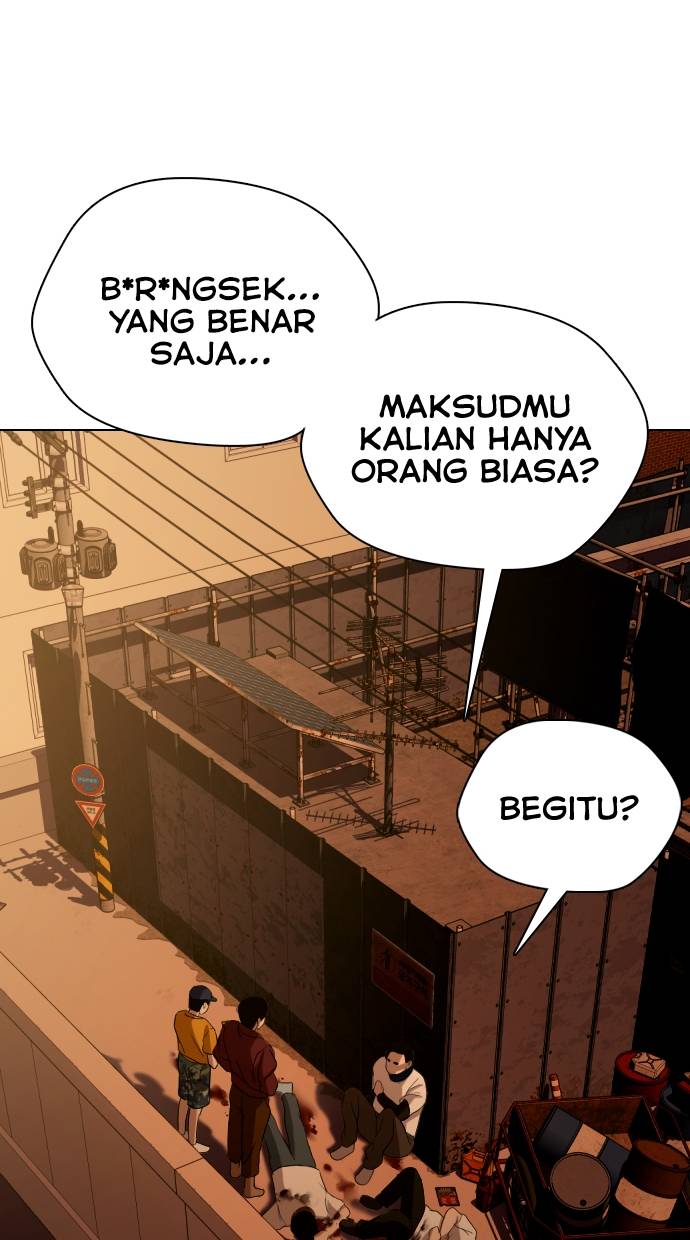 B*R*NGSEK...
YANG BENAR
SAJA...
MAKSUDMU
KALIAN HANYA
ORANG BIASA?
BEGITU?